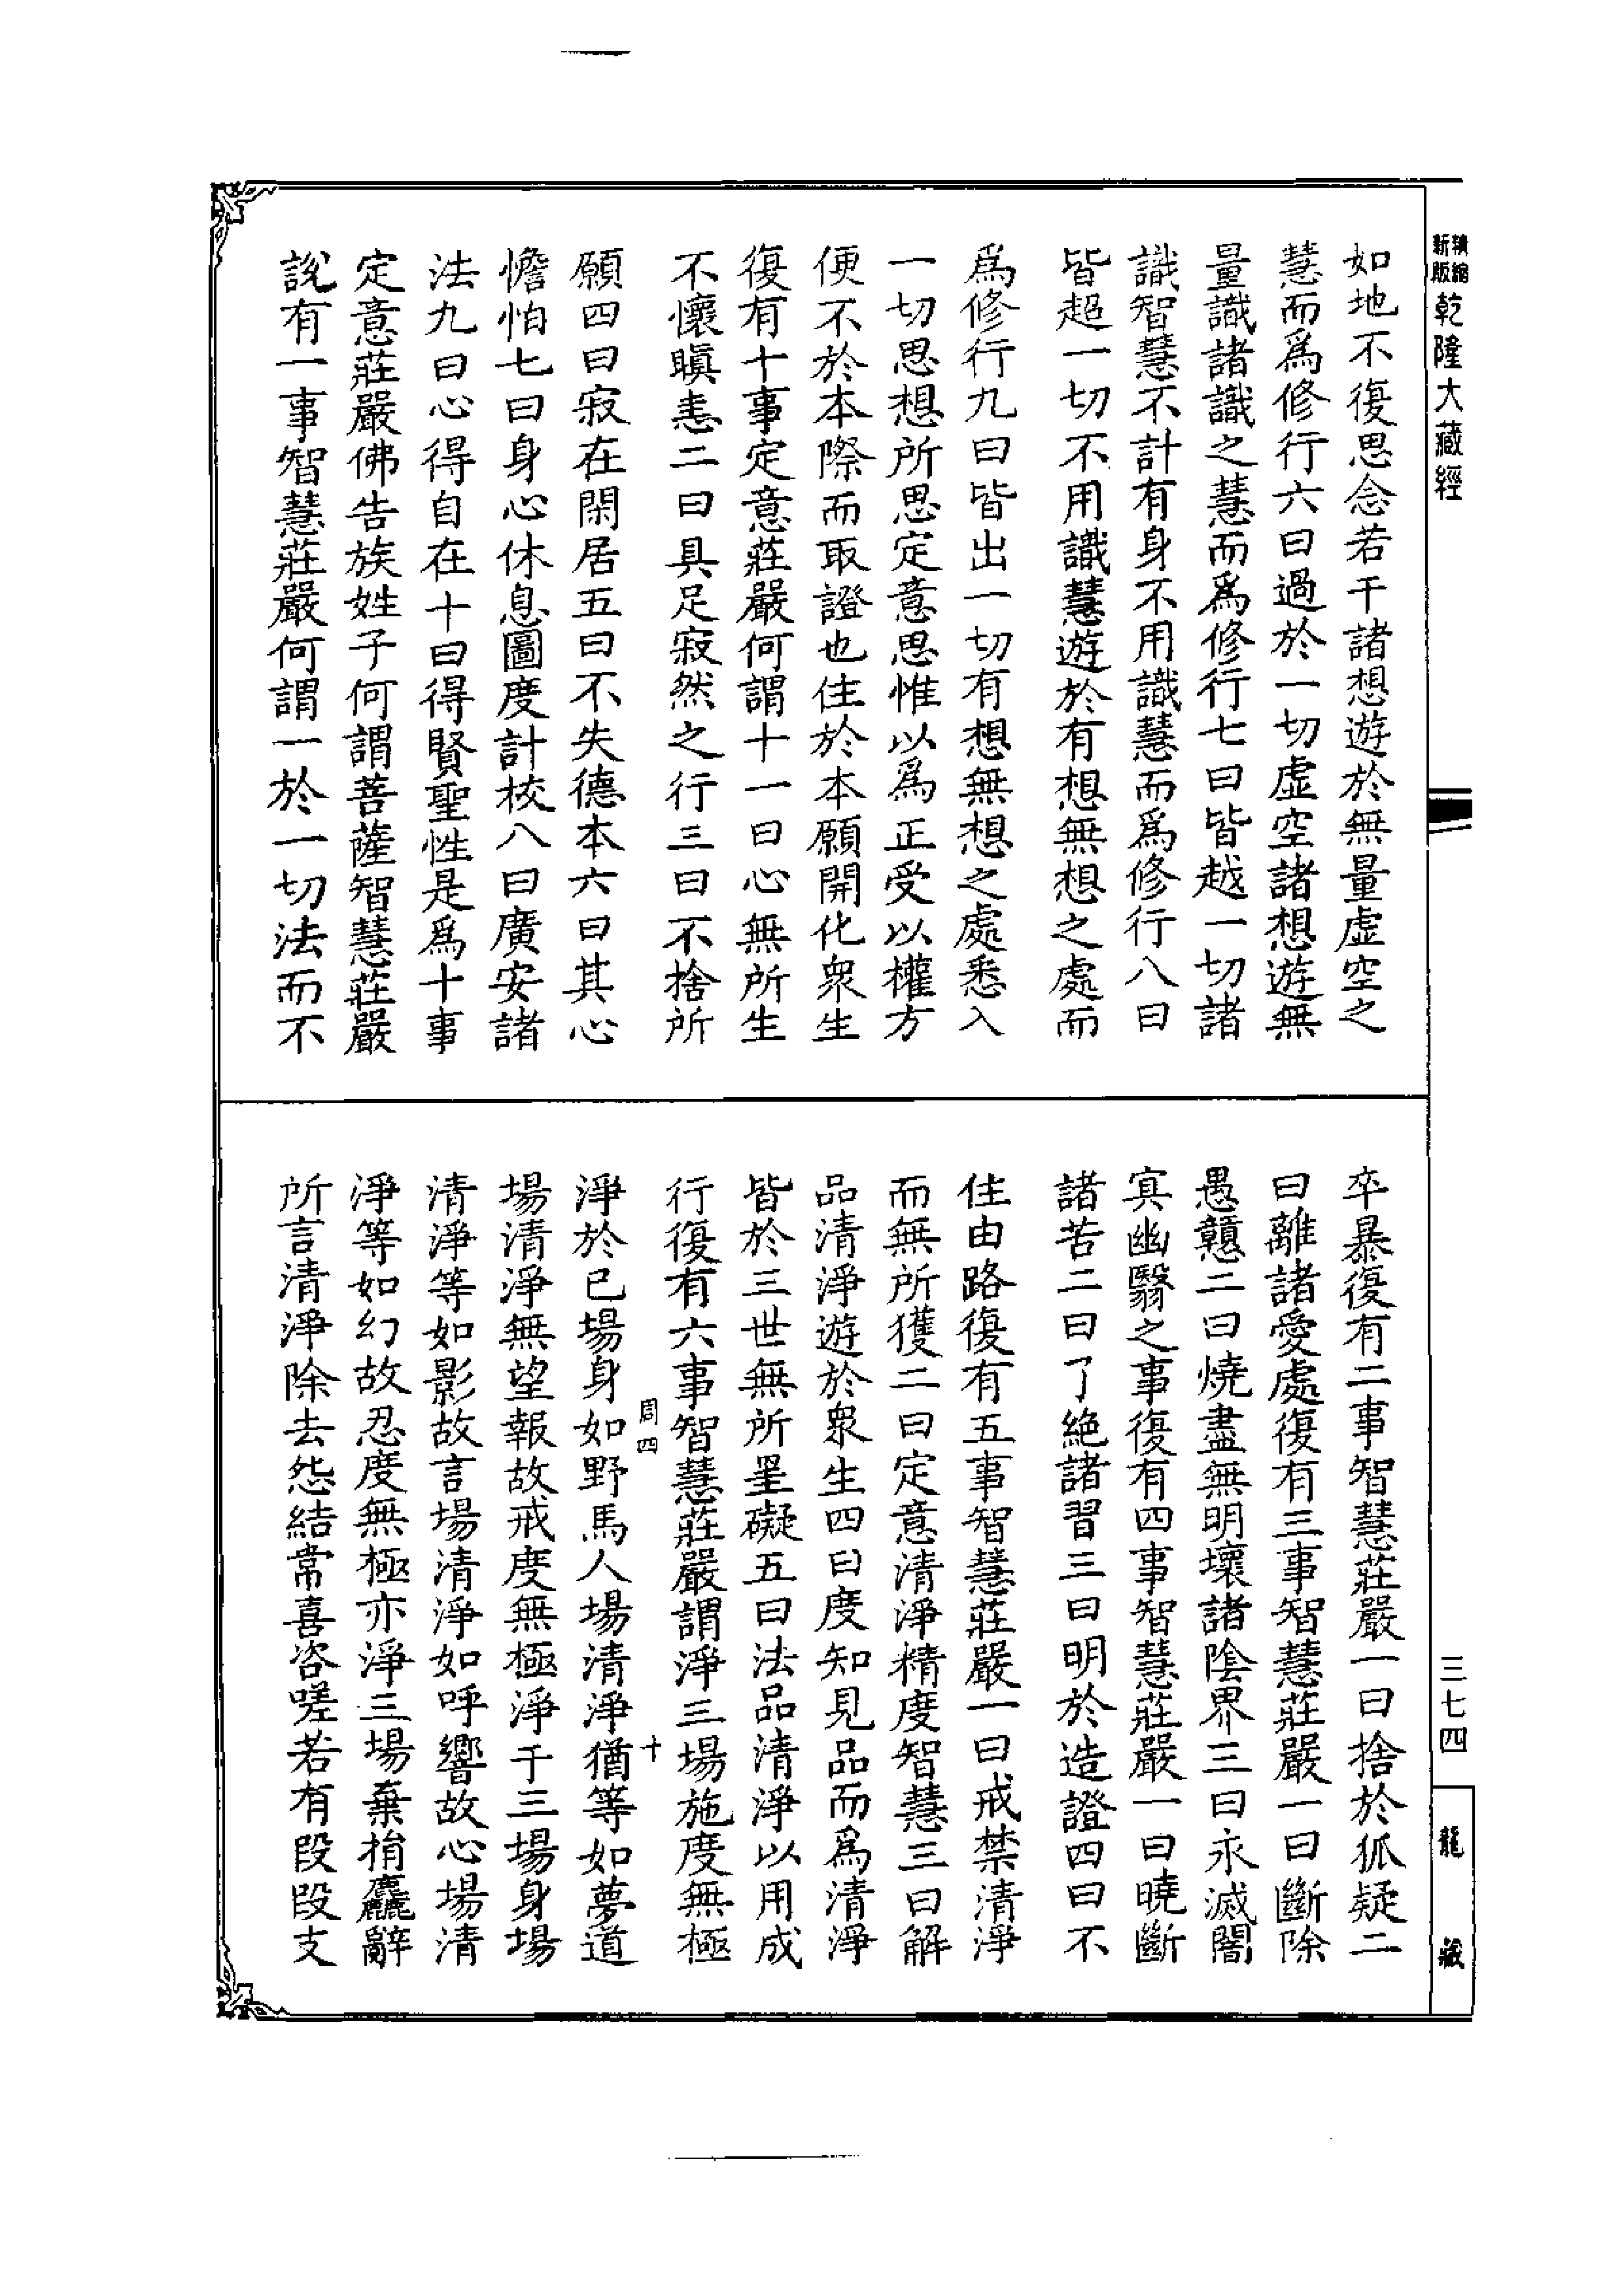 精縮新版乾隆大藏經
如地不復思念若干諸想遊於無量虛空之
慧而為修行六曰過於一切虛空諸想遊無
量識諸識之慧而為修行七曰皆越一切諸
識智慧不計有身不用識慧而為修行八曰
皆超一切不用識慧遊於有想無想之處而
為修行九曰皆出一切有想無想之處悉入
一切思想所思定意思惟以為正受以權方
便不於本際而取證也住於本願開化眾生
復有十事定意莊嚴何謂十一曰心無所生
不懷瞋恚二曰具足寂然之行三曰不捨所
願四曰寂在閑居五曰不失德本六曰其心
憺怕七曰身心休息圖度計校八曰廣安諸
法九曰心得自在十曰得賢聖性是為十事
定意莊嚴佛告族姓子何謂菩薩智慧莊嚴
說有一事智慧莊嚴何謂一於一切法而不
卒暴復有二事智慧莊嚴一曰捨於狐疑二
曰離諸愛處復有三事智慧莊嚴一曰斷除
愚戇二曰燒盡無明壞諸陰界三曰永滅闇
冥幽翳之事復有四事智慧莊嚴一曰曉斷
諸苦二曰了絕諸習三曰明於造證四曰不
住由路復有五事智慧莊嚴一曰戒禁清淨
而無所獲二曰定意清淨精度智慧三曰解
品清淨遊於眾生四曰度知見品而為清淨
皆於三世無所罣礙五曰法品清淨以用成
行復有六事智慧莊嚴謂淨三場施度無極
周四 十
淨於已場身如野馬人場清淨猶等如夢道
場清淨無望報故戒度無極淨于三場身場
清淨等如影故言場清淨如呼響故心場清
淨等如幻故忍度無極亦淨三場棄捐麤辭
所言清淨除去怨結常喜咨嗟若有段段支
三七四
龍藏